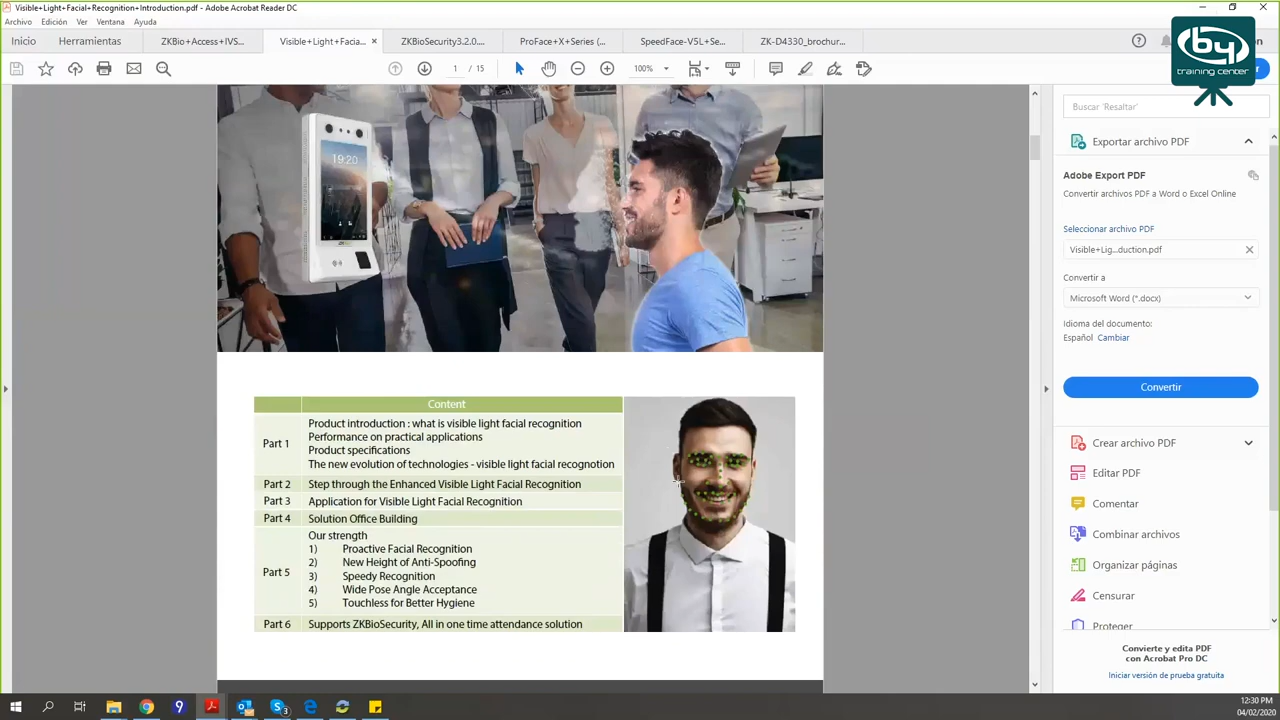 Visible+Light+Facial+Recognition+Introduction.pdf - Adobe Acrobat Reader DC
Archivo Edición Ver Ventana Ayuda
Inicio Herramientas ZKBio+Access+IVS... Visible+Light+Facia... × ZKBioSecurity3.2.0.... ProFace+X+Series (... SpeedFace-V5L+Se... ZK-D4330_brochur...
by
training center
1 / 15 100%
Buscar 'Resaltar'
Exportar archivo PDF
Adobe Export PDF
Convertir archivos PDF a Word o Excel Online
Seleccionar archivo PDF
Visible+Lig...duction.pdf
Convertir a
Microsoft Word (*.docx)
Idioma del documento:
Español Cambiar
Convertir
Crear archivo PDF
Editar PDF
Comentar
Combinar archivos
Organizar páginas
Censurar
Proteger
Convierte y edita PDF
con Acrobat Pro DC
Iniciar versión de prueba gratuita
19:20
Content
Part 1
Product introduction : what is visible light facial recognition
Performance on practical applications
Product specifications
The new evolution of technologies - visible light facial recognotion
Part 2 Step through the Enhanced Visible Light Facial Recognition
Part 3 Application for Visible Light Facial Recognition
Part 4 Solution Office Building
Part 5
Our strength
1) Proactive Facial Recognition
2) New Height of Anti-Spoofing
3) Speedy Recognition
4) Wide Pose Angle Acceptance
5) Touchless for Better Hygiene
Part 6 Supports ZKBioSecurity, All in one time attendance solution
12:30 PM
04/02/2020